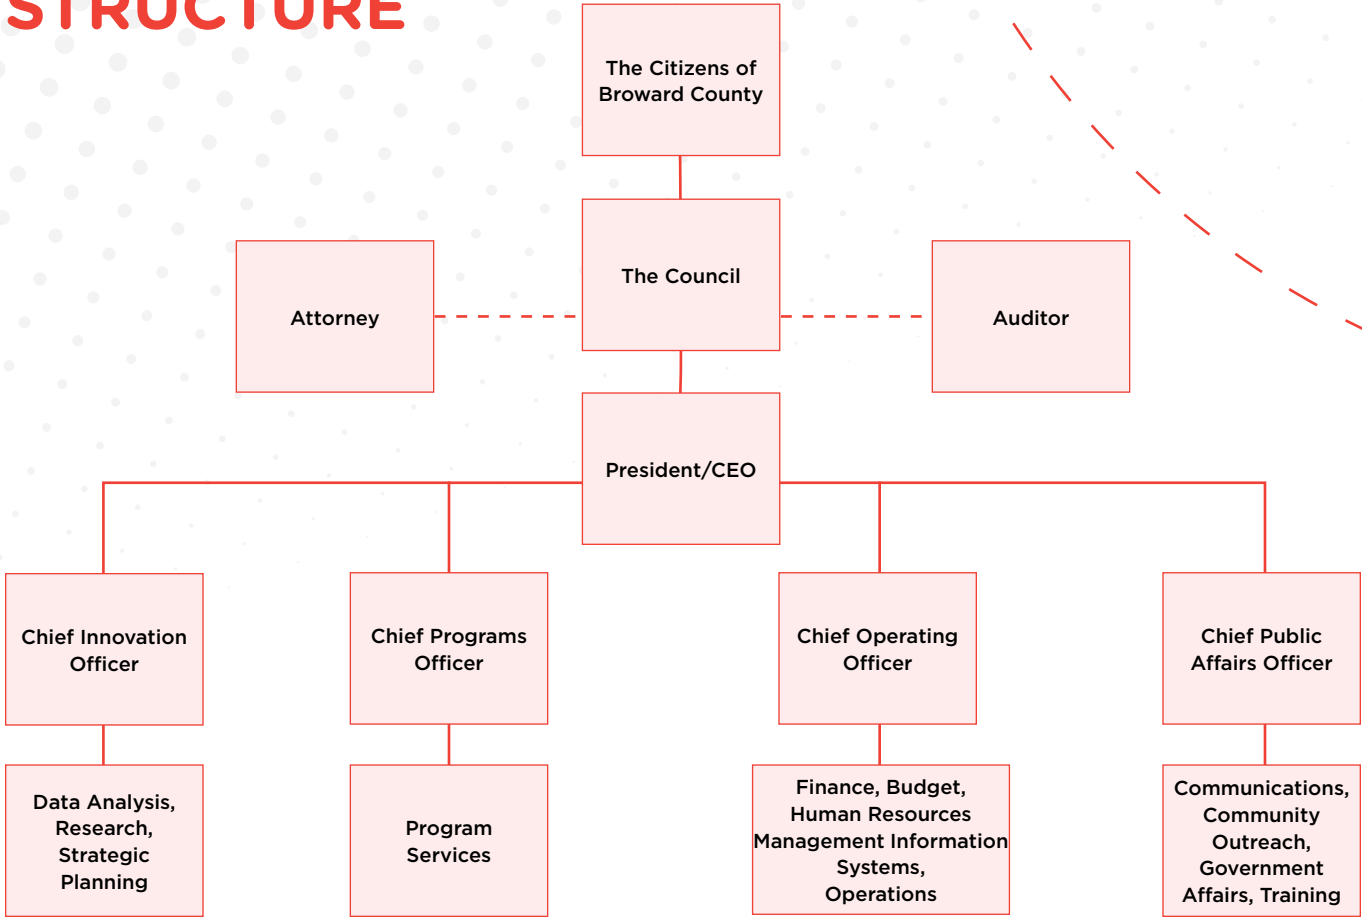 STRUCTURE
The Citizens of
Broward County
The Council
Attorney
Auditor
President/CEO
Chief Innovation
Officer
Chief Programs
Officer
Chief Operating
Officer
Chief Public
Affairs Officer
Data Analysis,
Research,
Strategic
Planning
Program
Services
Finance, Budget,
Human Resources
Management Information
Systems,
Operations
Communications,
Community
Outreach,
Government
Affairs, Training